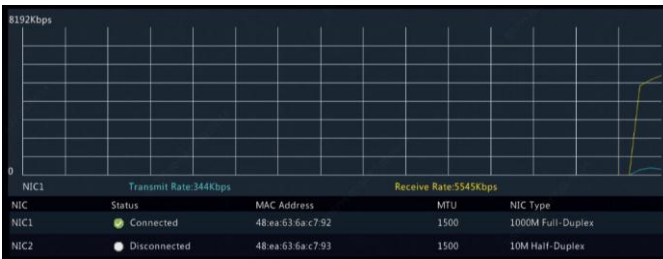 8192Kbps
0
NIC1 Transmit Rate:344Kbps Receive Rate:5545Kbps
NIC Status MAC Address MTU NIC Type
NIC1 Connected 48:ea:63:6a:c7:92 1500 1000M Full-Duplex
NIC2 Disconnected 48:ea:63:6a:c7:93 1500 10M Half-Duplex